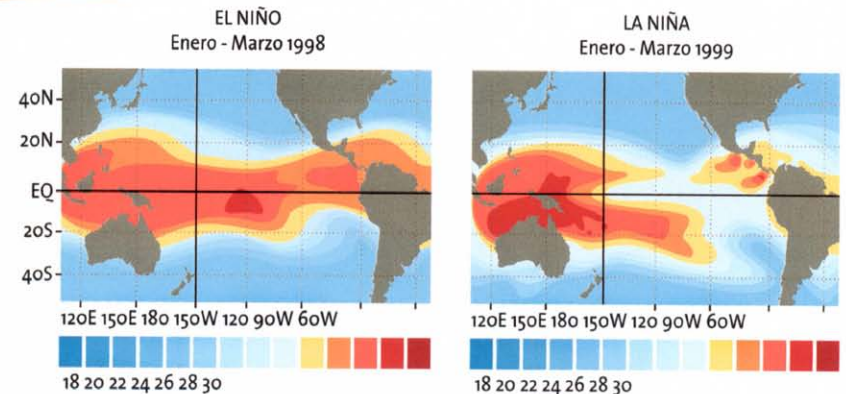 EL NIÑO
Enero - Marzo 1998
40N
20N
EQ
20S
40S
120E 150E 180 150W 120 90W 60W
18 20 22 24 26 28 30
LA NIÑA
Enero - Marzo 1999
120E 150E 180 150W 120 90W 60W
18 20 22 24 26 28 30